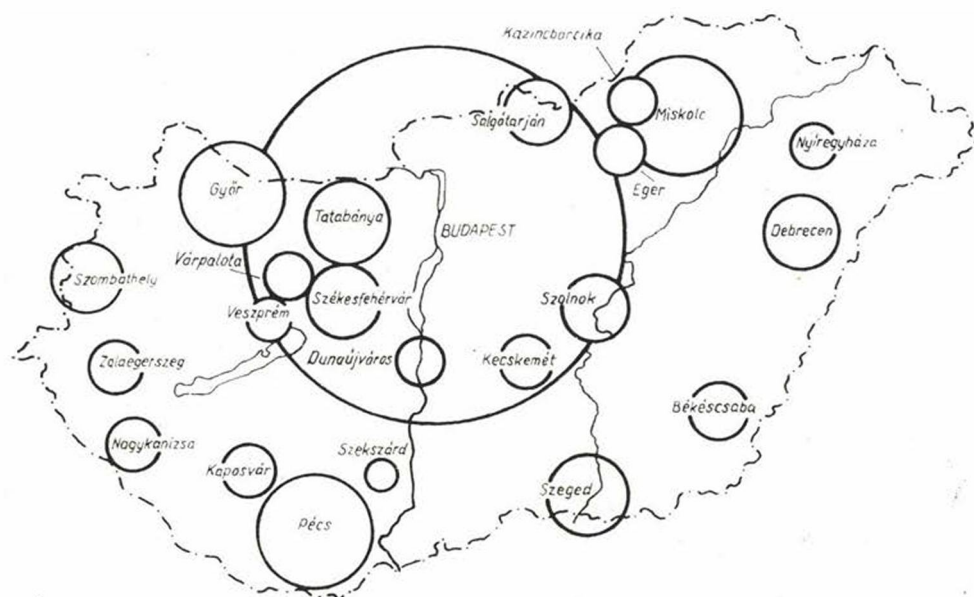 Kazincbarcika
Salgótarján
Miskolc
Nyíregyháza
Eger
Győr
Tatabánya
BUDAPEST
Debrecen
Várpalota
Szombathely
Székesfehérvár
Szolnok
Veszprém
Dunaújváros
Kecskemét
Zalaegerszeg
Békéscsaba
Nagykanizsa
Szekszárd
Kaposvár
Szeged
Pécs